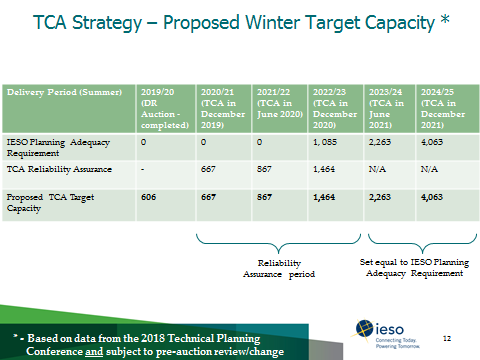 TCA Strategy – Proposed Winter Target Capacity *
Delivery Period (Summer) 2019/20 (DR Auction - completed) 2020/21 (TCA in December 2019) 2021/22 (TCA in June 2020) 2022/23 (TCA in December 2020) 2023/24 (TCA in June 2021) 2024/25 (TCA in December 2021)
IESO Planning Adequacy Requirement 0 0 0 1,085 2,263 4,063
TCA Reliability Assurance - 667 867 1,464 N/A N/A
Proposed TCA Target Capacity 606 667 867 1,464 2,263 4,063
Reliability
Assurance period
Set equal to IESO Planning
Adequacy Requirement
* - Based on data from the 2018 Technical Planning
Conference and subject to pre-auction review/change
ieso
Connecting Today.
Powering Tomorrow.
12